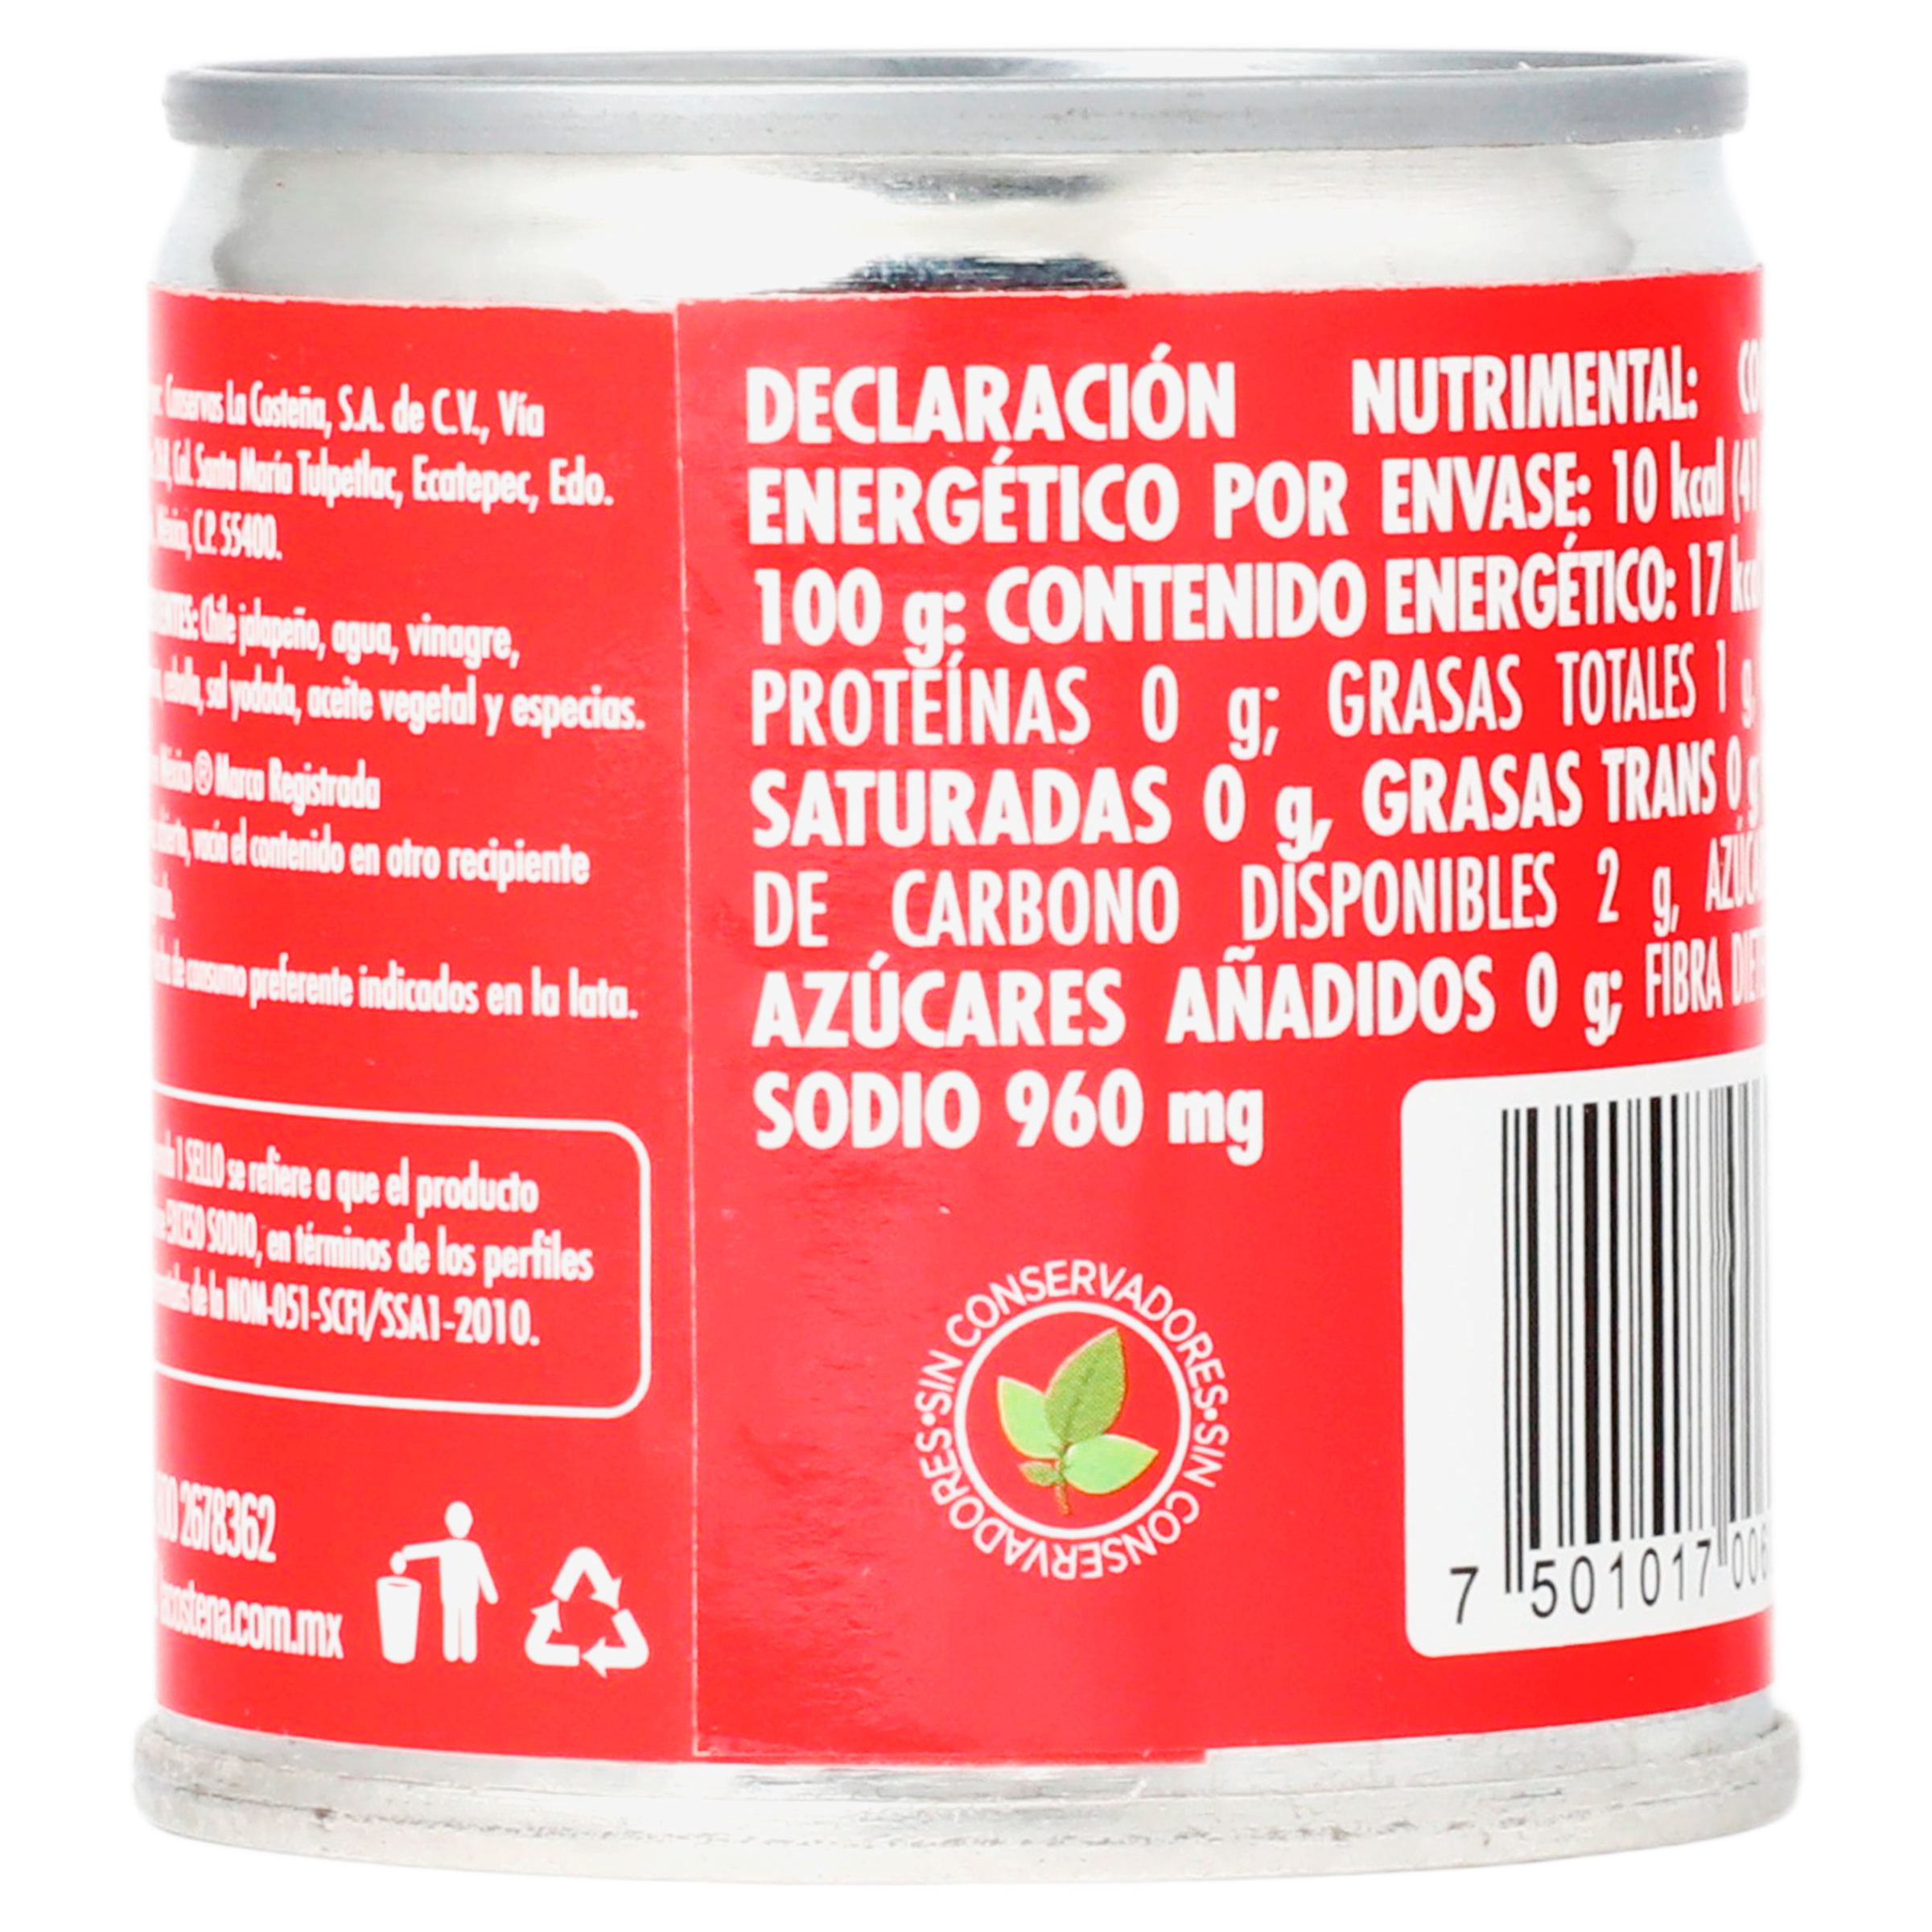 Conservas La Costeña, S.A. de C.V., Vía
Col. Santa María Tulpetlac, Ecatepec, Edo.
México, C.P. 55400.
Chile jalapeño, agua, vinagre,
cebolla, sal yodada, aceite vegetal y especias.
México ® Marca Registrada
vacía el contenido en otro recipiente
de consumo preferente indicados en la lata.
1 SELLO se refiere a que el producto
EXCESO SODIO, en términos de los perfiles
de la NOM-051-SCFI/SSA1-2010.
2678362
lacostena.com.mx
DECLARACIÓN NUTRIMENTAL:
ENERGÉTICO POR ENVASE: 10 kcal (41
100 g: CONTENIDO ENERGÉTICO: 17
PROTEÍNAS 0 g; GRASAS TOTALES 1 g,
SATURADAS 0 g, GRASAS TRANS 0 g
DE CARBONO DISPONIBLES 2 g,
AZÚCARES AÑADIDOS 0 g; FIBRA
SODIO 960 mg
SIN CONSERVADORES•SIN CONSERVADORES•
7 501017 00